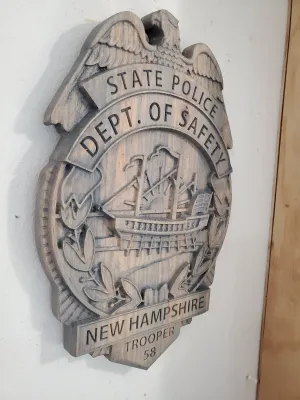 STATE POLICE
DEPT. OF SAFETY
NEW HAMPSHIRE
TROOPER
58